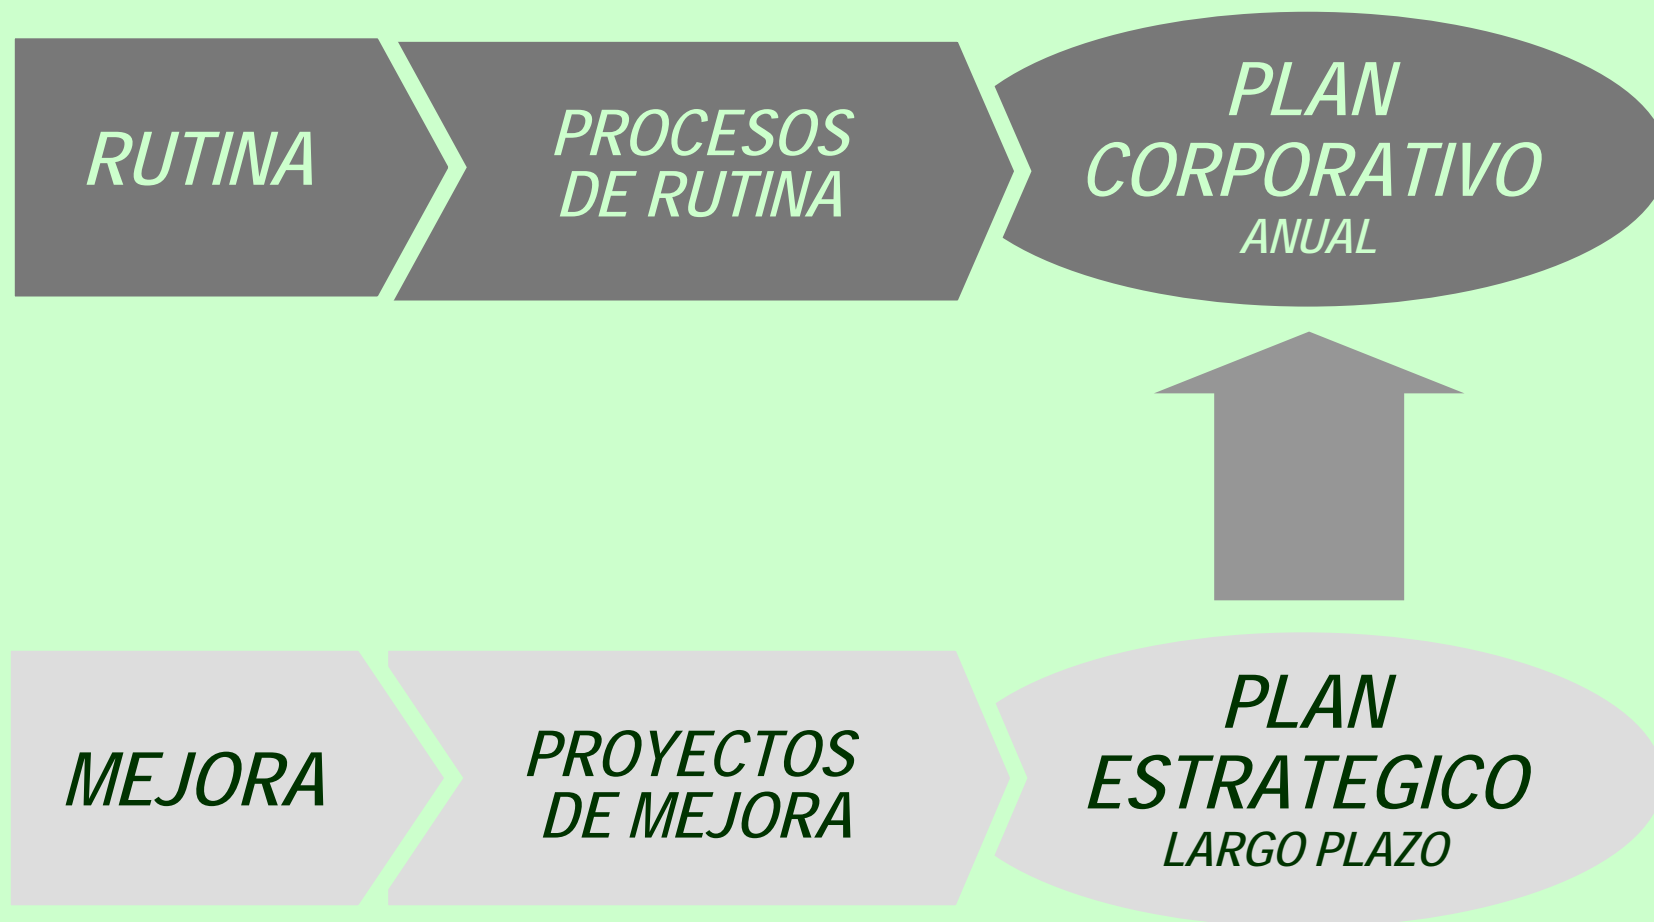 RUTINA
PROCESOS
DE RUTINA
PLAN
CORPORATIVO
ANUAL
MEJORA
PROYECTOS
DE MEJORA
PLAN
ESTRATEGICO
LARGO PLAZO